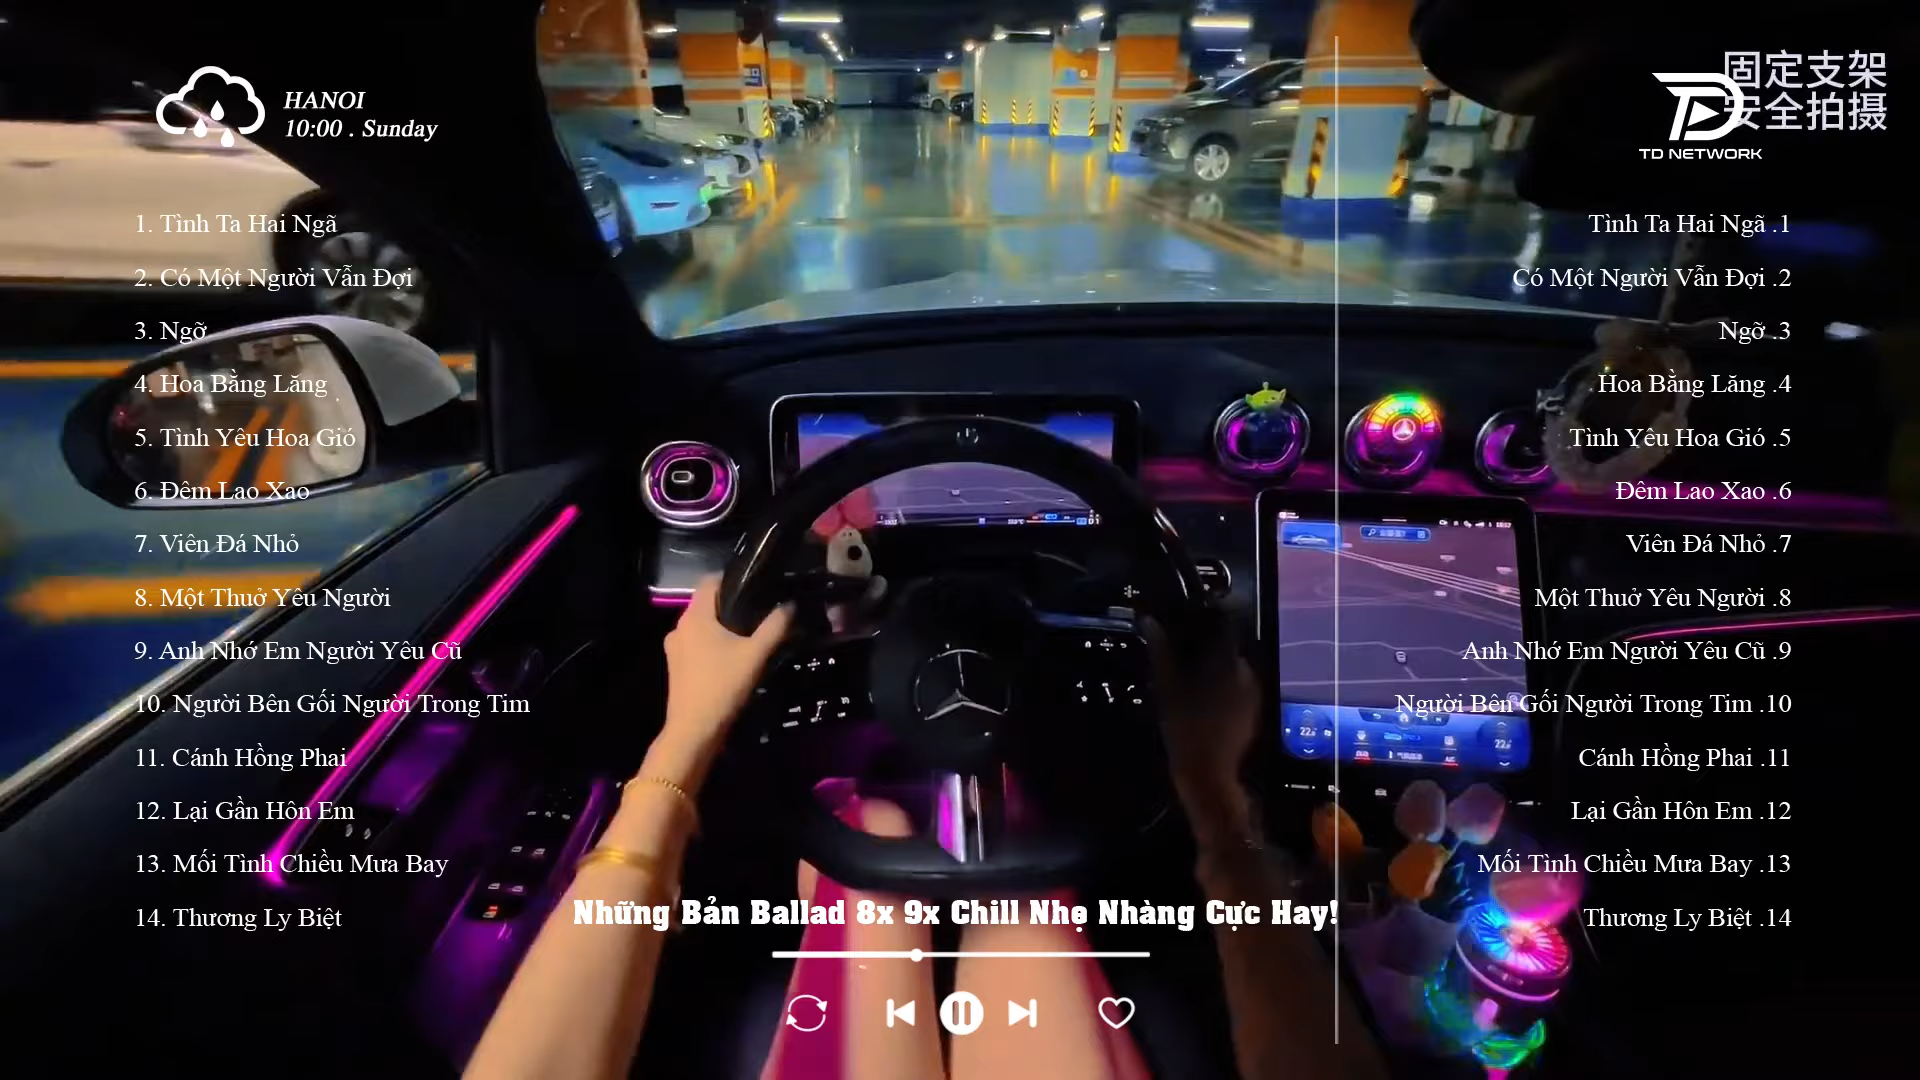 HANOI
10:00 . Sunday
固定支架
安全拍摄
TD NETWORK
1. Tình Ta Hai Ngã
2. Có Một Người Vẫn Đợi
3. Ngỡ
4. Hoa Bằng Lăng
5. Tình Yêu Hoa Gió
6. Đêm Lao Xao
7. Viên Đá Nhỏ
8. Một Thuở Yêu Người
9. Anh Nhớ Em Người Yêu Cũ
10. Người Bên Gối Người Trong Tim
11. Cánh Hồng Phai
12. Lại Gần Hôn Em
13. Mối Tình Chiều Mưa Bay
14. Thương Ly Biệt
Tình Ta Hai Ngã .1
Có Một Người Vẫn Đợi .2
Ngỡ .3
Hoa Bằng Lăng .4
Tình Yêu Hoa Gió .5
Đêm Lao Xao .6
Viên Đá Nhỏ .7
Một Thuở Yêu Người .8
Anh Nhớ Em Người Yêu Cũ .9
Người Bên Gối Người Trong Tim .10
Cánh Hồng Phai .11
Lại Gần Hôn Em .12
Mối Tình Chiều Mưa Bay .13
Thương Ly Biệt .14
Những Bản Ballad 8x 9x Chill Nhẹ Nhàng Cực Hay!